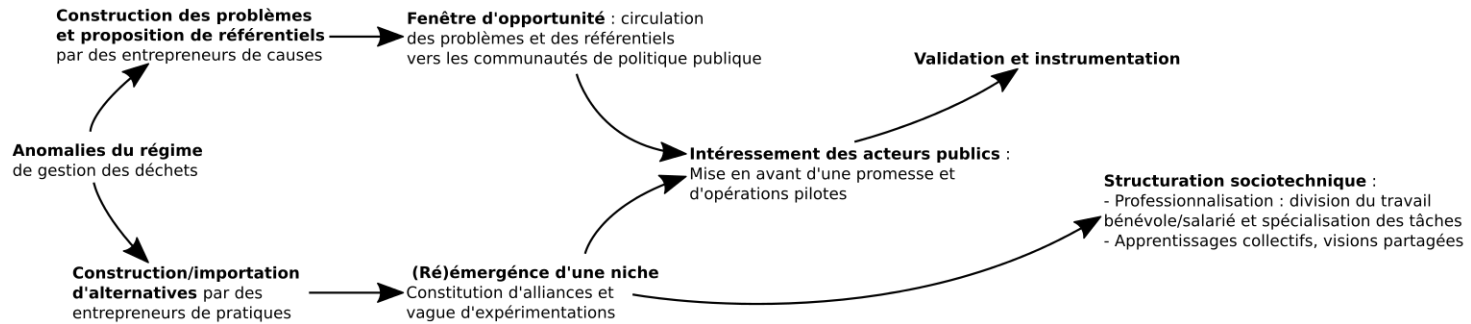 Construction des problèmes
et proposition de référentiels
par des entrepreneurs de causes
Fenêtre d'opportunité : circulation
des problèmes et des référentiels
vers les communautés de politique publique
Validation et instrumentation
Anomalies du régime
de gestion des déchets
Intéressement des acteurs publics :
Mise en avant d'une promesse et
d'opérations pilotes
Structuration sociotechnique :
- Professionnalisation : division du travail
bénévole/salarié et spécialisation des tâches
- Apprentissages collectifs, visions partagées
Construction/importation
d'alternatives par des
entrepreneurs de pratiques
(Ré)émergénce d'une niche
Constitution d'alliances et
vague d'expérimentations